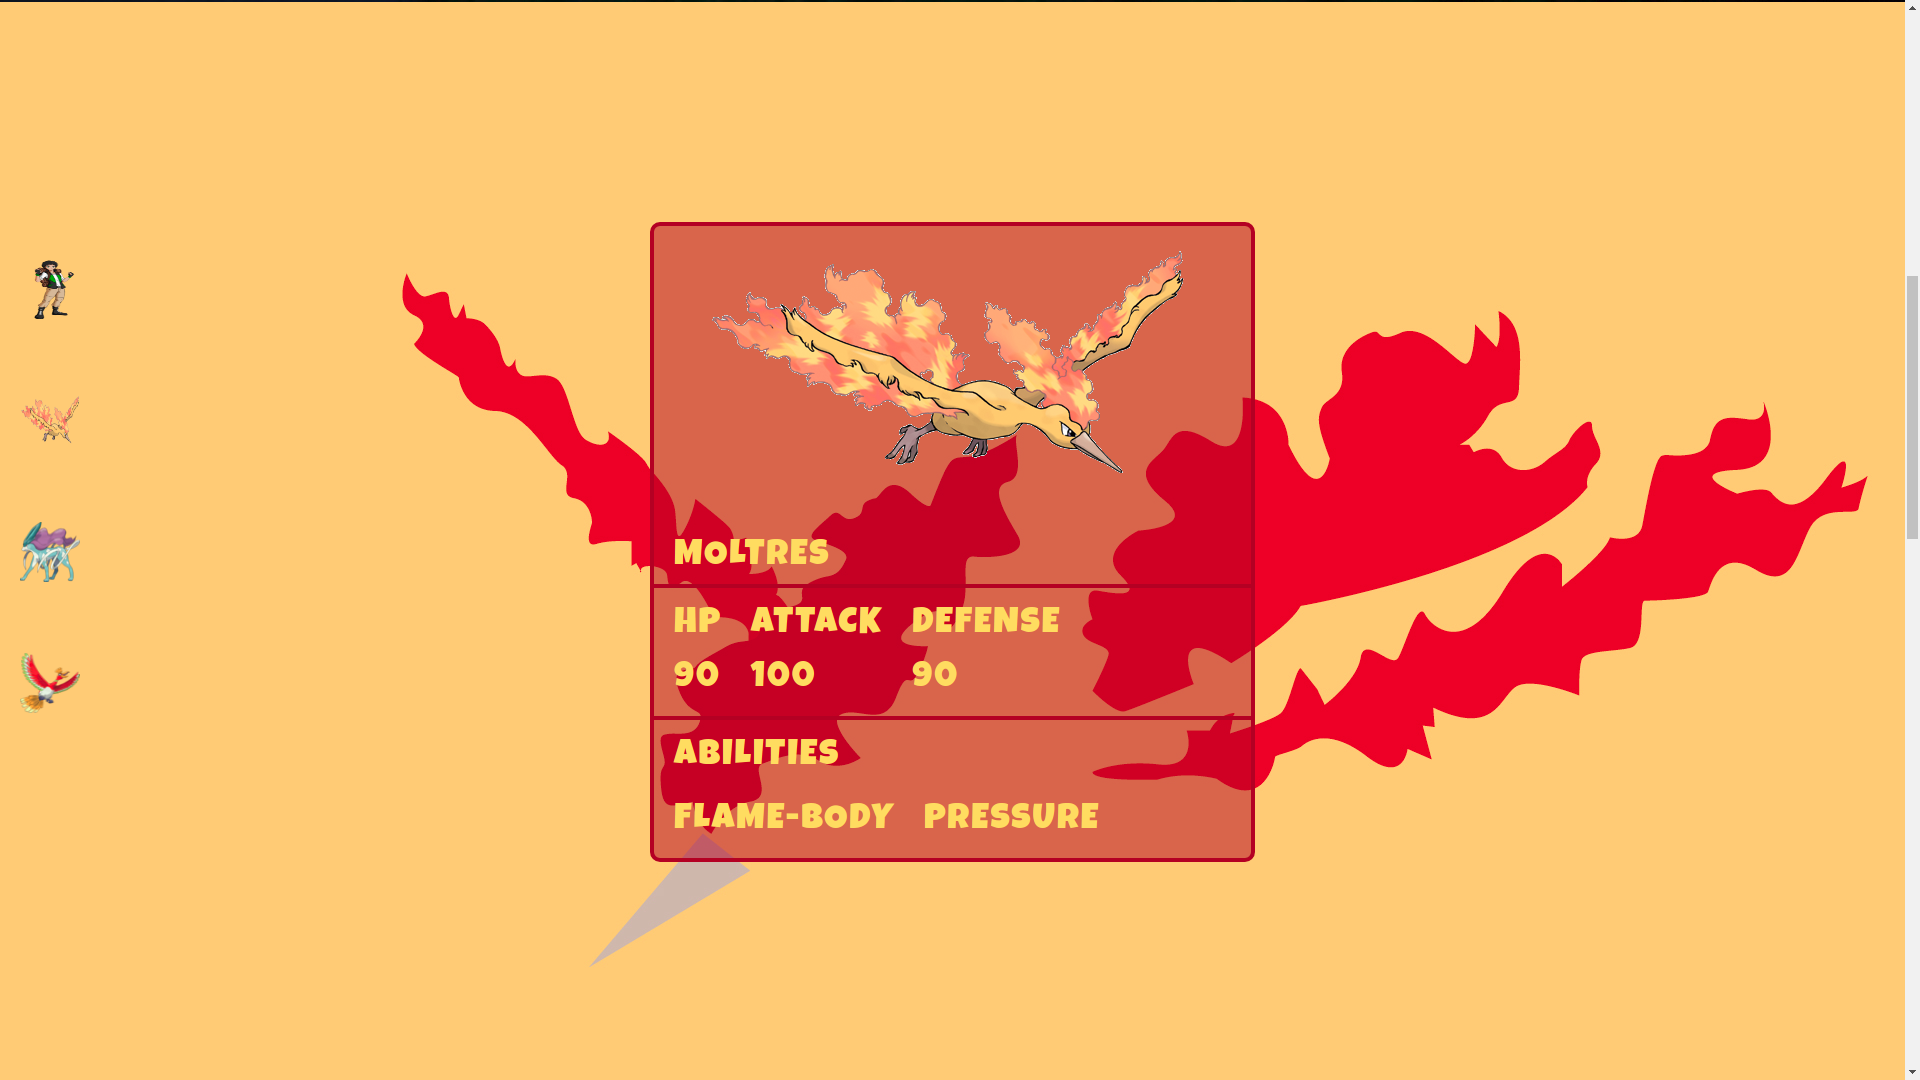 MOLTRES
HP ATTACK DEFENSE
90 100 90
ABILITIES
FLAME-BODY PRESSURE